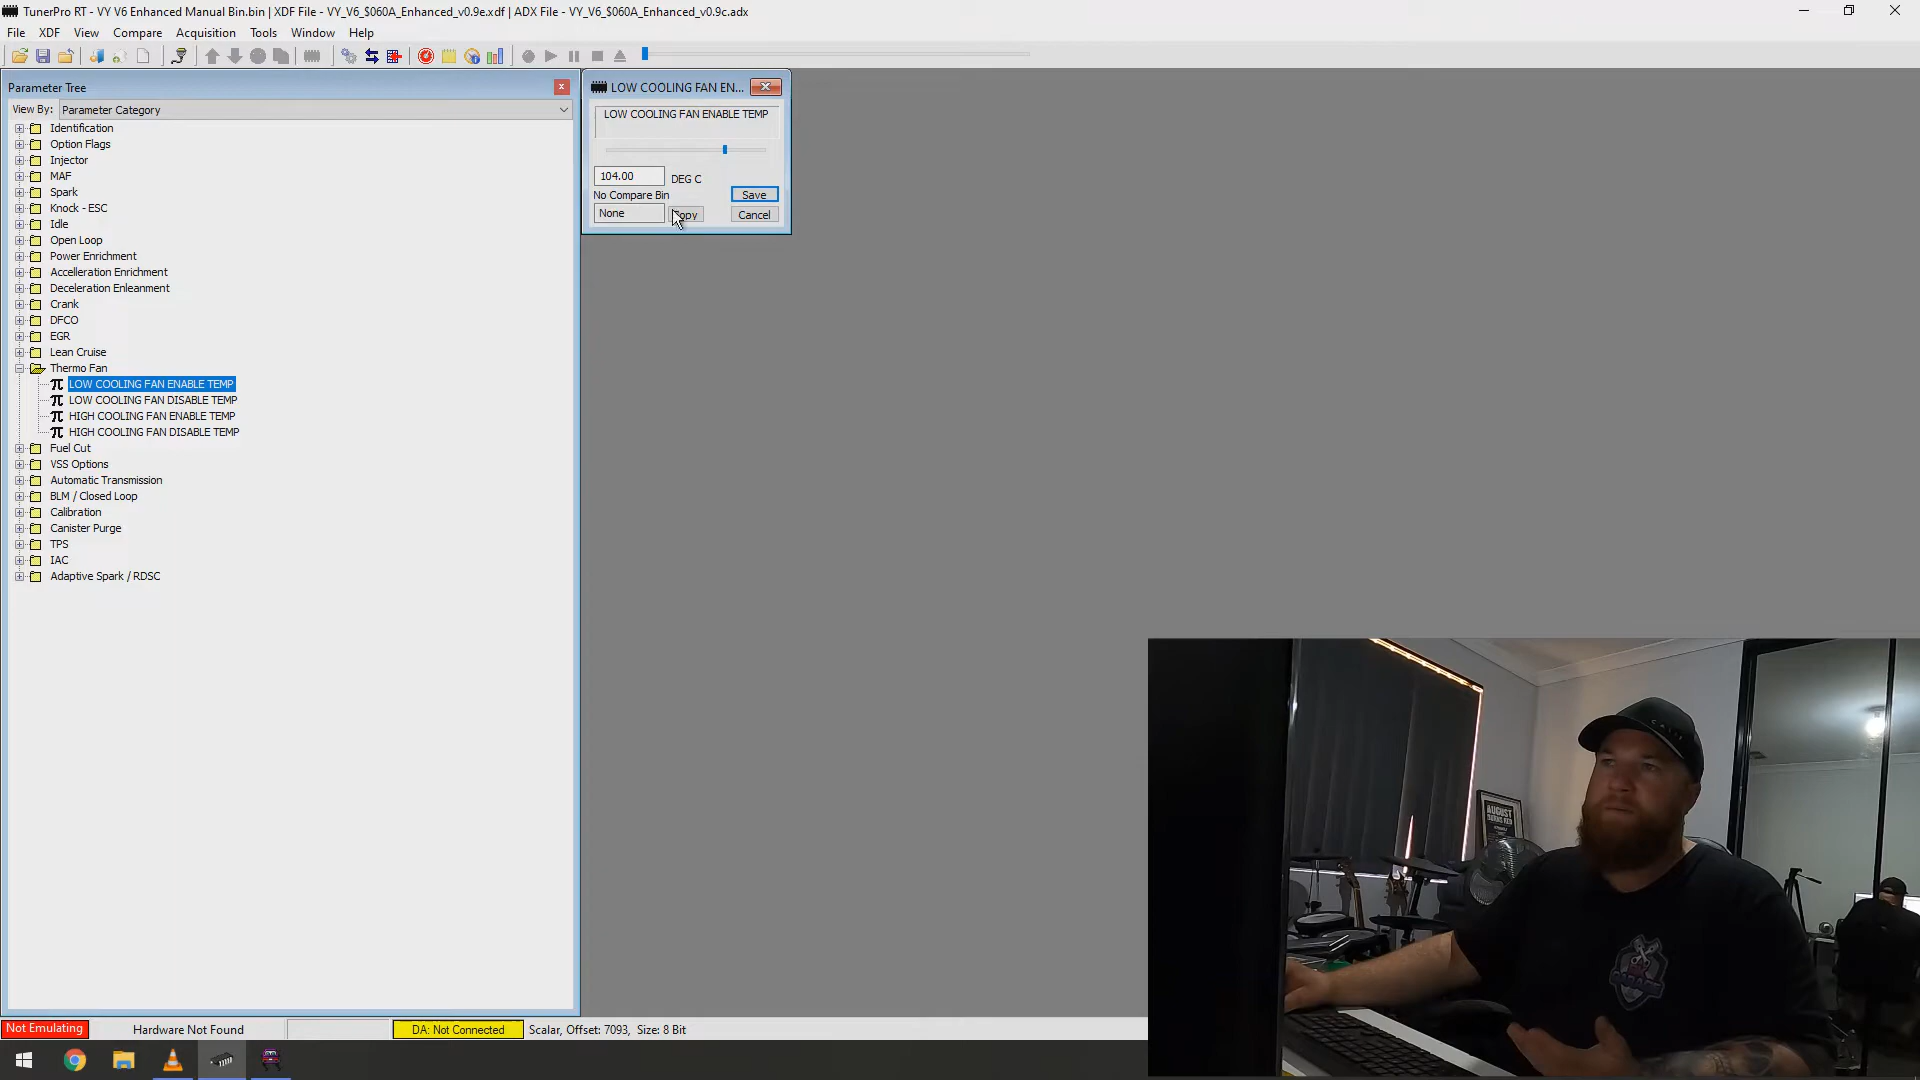 TunerPro RT - VY V6 Enhanced Manual Bin.bin | XDF File - VY_V6_$060A_Enhanced_v0.9e.xdf | ADX File - VY_V6_$060A_Enhanced_v0.9c.adx
File XDF View Compare Acquisition Tools Window Help
Parameter Tree
View By: Parameter Category
Identification
Option Flags
Injector
MAF
Spark
Knock - ESC
Idle
Open Loop
Power Enrichment
Accelleration Enrichment
Deceleration Enleanment
Crank
DFCO
EGR
Lean Cruise
Thermo Fan
LOW COOLING FAN ENABLE TEMP
LOW COOLING FAN DISABLE TEMP
HIGH COOLING FAN ENABLE TEMP
HIGH COOLING FAN DISABLE TEMP
Fuel Cut
VSS Options
Automatic Transmission
BLM / Closed Loop
Calibration
Canister Purge
TPS
IAC
Adaptive Spark / RDSC
LOW COOLING FAN EN...
LOW COOLING FAN ENABLE TEMP
104.00 DEG C
No Compare Bin Save
None Copy Cancel
AUGUST
BURNS RED
GARAGE
Not Emulating Hardware Not Found DA: Not Connected Scalar, Offset: 7093, Size: 8 Bit